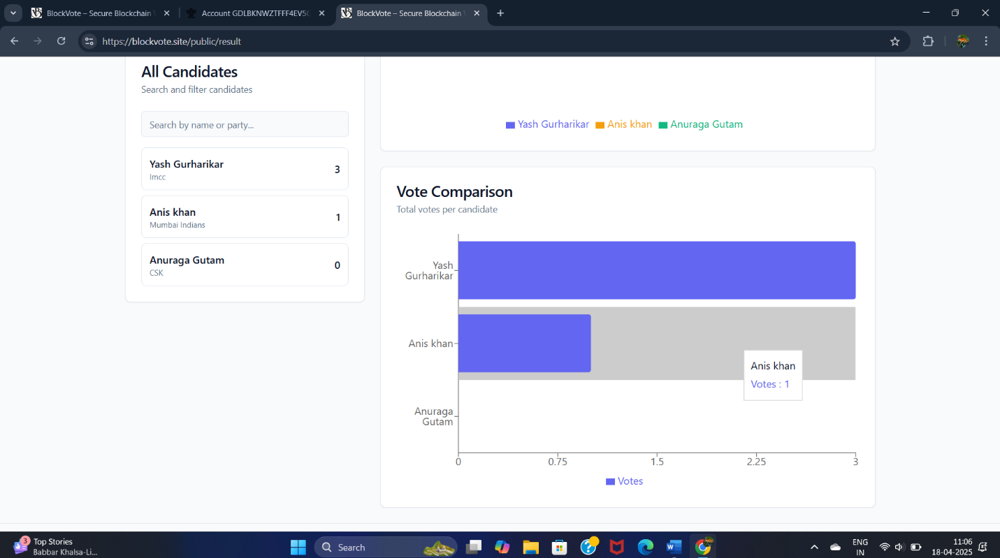 BlockVote – Secure Blockchain
Account GDLBKNWZTFFF4EV5
BlockVote – Secure Blockchain
https://blockvote.site/public/result
All Candidates
Search and filter candidates
Search by name or party...
Yash Gurharikar
Imcc
3
Anis khan
Mumbai Indians
1
Anuraga Gutam
CSK
0
Yash Gurharikar Anis khan Anuraga Gutam
Vote Comparison
Total votes per candidate
Yash
Gurharikar
Anis khan
Anuraga
Gutam
Anis khan
Votes : 1
0 0.75 1.5 2.25 3
Votes
3
Top Stories
Babbar Khalsa-Li...
Search
ENG
IN
11:06
18-04-2025